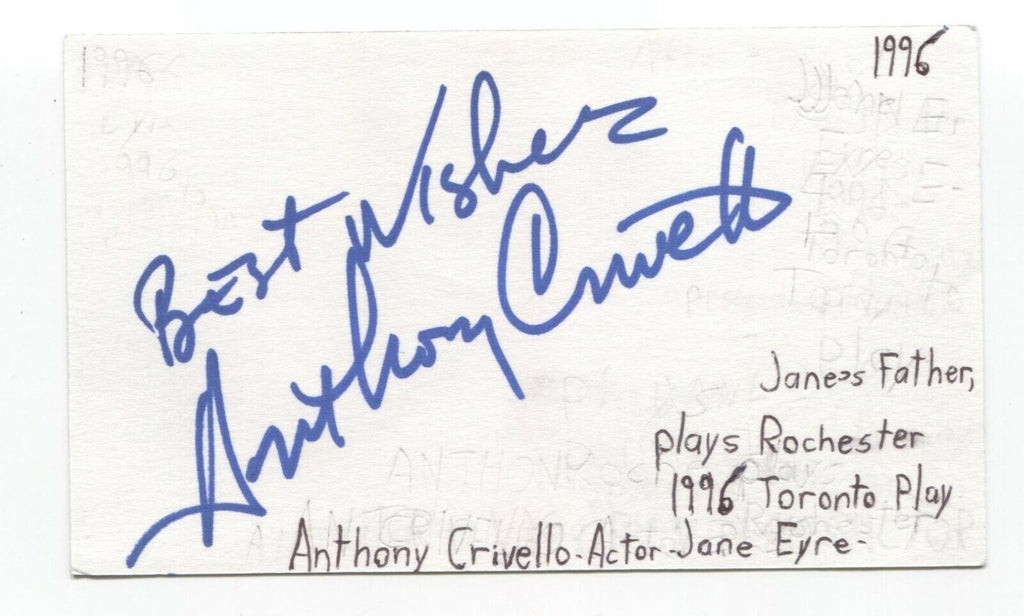 1996
Best Wishes
Anthony Crivello
Jane's Father,
plays Rochester
1996 Toronto Play
Anthony Crivello-Actor-Jane Eyre-